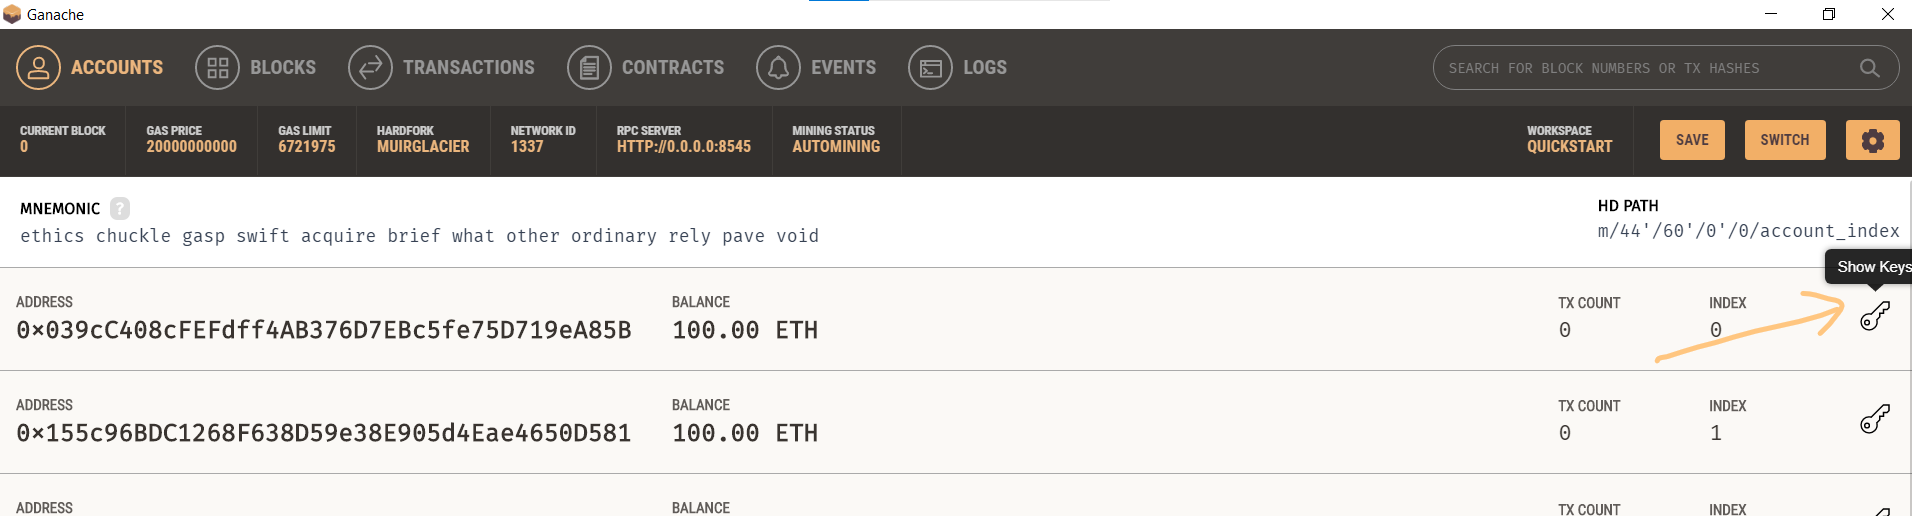 Ganache
ACCOUNTS BLOCKS TRANSACTIONS CONTRACTS EVENTS LOGS SEARCH FOR BLOCK NUMBERS OR TX HASHES
CURRENT BLOCK GAS PRICE GAS LIMIT HARDFORK NETWORK ID RPC SERVER MINING STATUS WORKSPACE
0 20000000000 6721975 MUIRGLACIER 1337 HTTP://0.0.0.0:8545 AUTOMINING QUICKSTART SAVE SWITCH
MNEMONIC ? HD PATH
ethics chuckle gasp swift acquire brief what other ordinary rely pave void m/44'/60'/0'/0/account_index
Show Keys
ADDRESS BALANCE TX COUNT INDEX
0×039cC408cFEFdff4AB376D7EBc5fe75D719eA85B 100.00 ETH 0 0
ADDRESS BALANCE TX COUNT INDEX
0×155c96BDC1268F638D59e38E905d4Eae4650D581 100.00 ETH 0 1
ADDRESS BALANCE TX COUNT INDEX